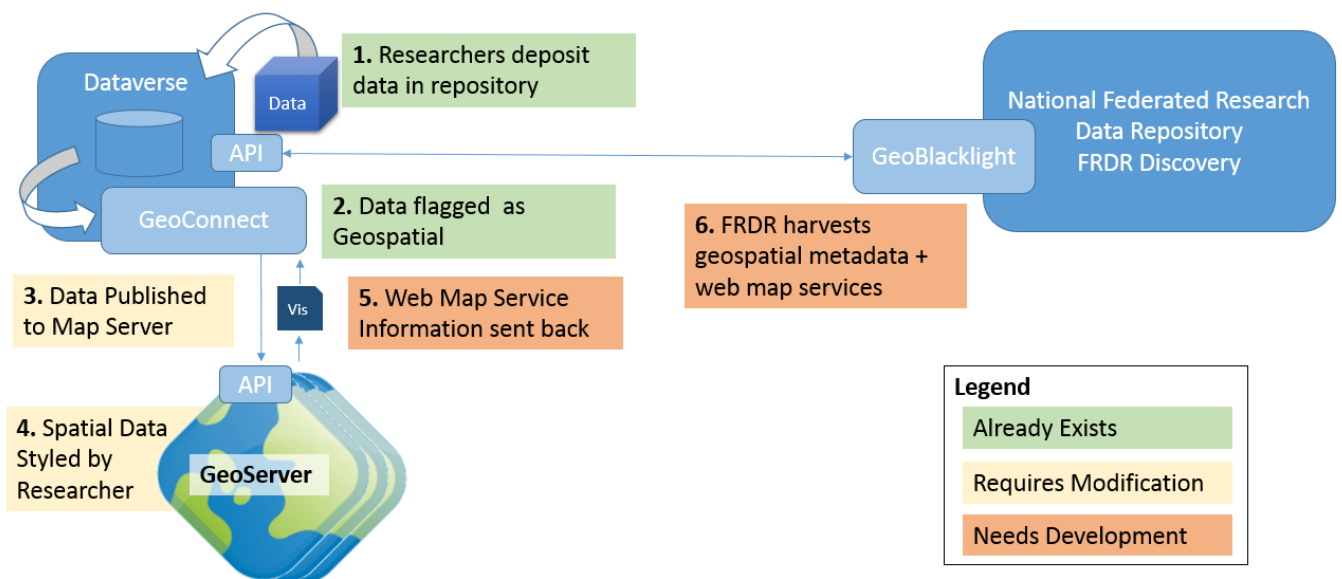 Dataverse
Data
1. Researchers deposit
data in repository
API
GeoConnect
2. Data flagged as
Geospatial
3. Data Published
to Map Server
Vis
5. Web Map Service
Information sent back
API
4. Spatial Data
Styled by
Researcher
GeoServer
GeoBlacklight
National Federated Research
Data Repository
FRDR Discovery
6. FRDR harvests
geospatial metadata +
web map services
Legend
Already Exists
Requires Modification
Needs Development